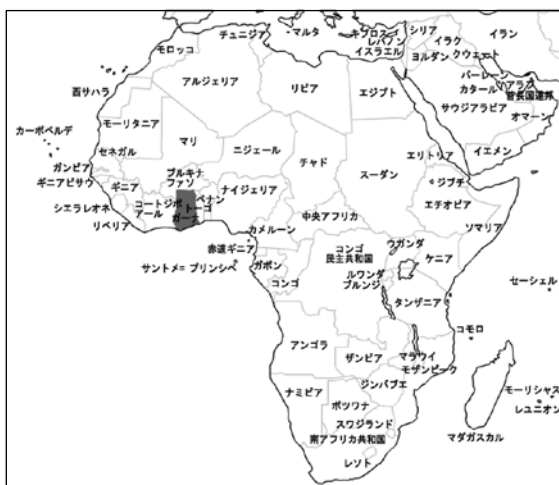 チュニジア
マルタ
キプロス
シリア
モロッコ
レバノン
イスラエル
イラク
イラン
ヨルダン
クウェート
アルジェリア
リビア
エジプト
バーレーン
カタール
アラブ
首長国連邦
西サハラ
サウジアラビア
オマーン
モーリタニア
カーボベルデ
マリ
ニジェール
チャド
スーダン
エリトリア
イエメン
セネガル
ガンビア
ギニアビサウ
ギニア
ブルキナ
ファソ
ベナン
ナイジェリア
ジブチ
エチオピア
シエラレオネ
コートジボ
アール
トーゴ
ガーナ
リベリア
カメルーン
中央アフリカ
ソマリア
赤道ギニア
サントメ=プリンシペ
ガボン
コンゴ
コンゴ
民主共和国
ウガンダ
ケニア
ルワンダ
ブルンジ
タンザニア
セーシェル
コモロ
アンゴラ
ザンビア
マラウイ
モザンビーク
ナミビア
ジンバブエ
ボツワナ
モーリシャス
レユニオン
スワジランド
マダガスカル
南アフリカ共和国
レソト